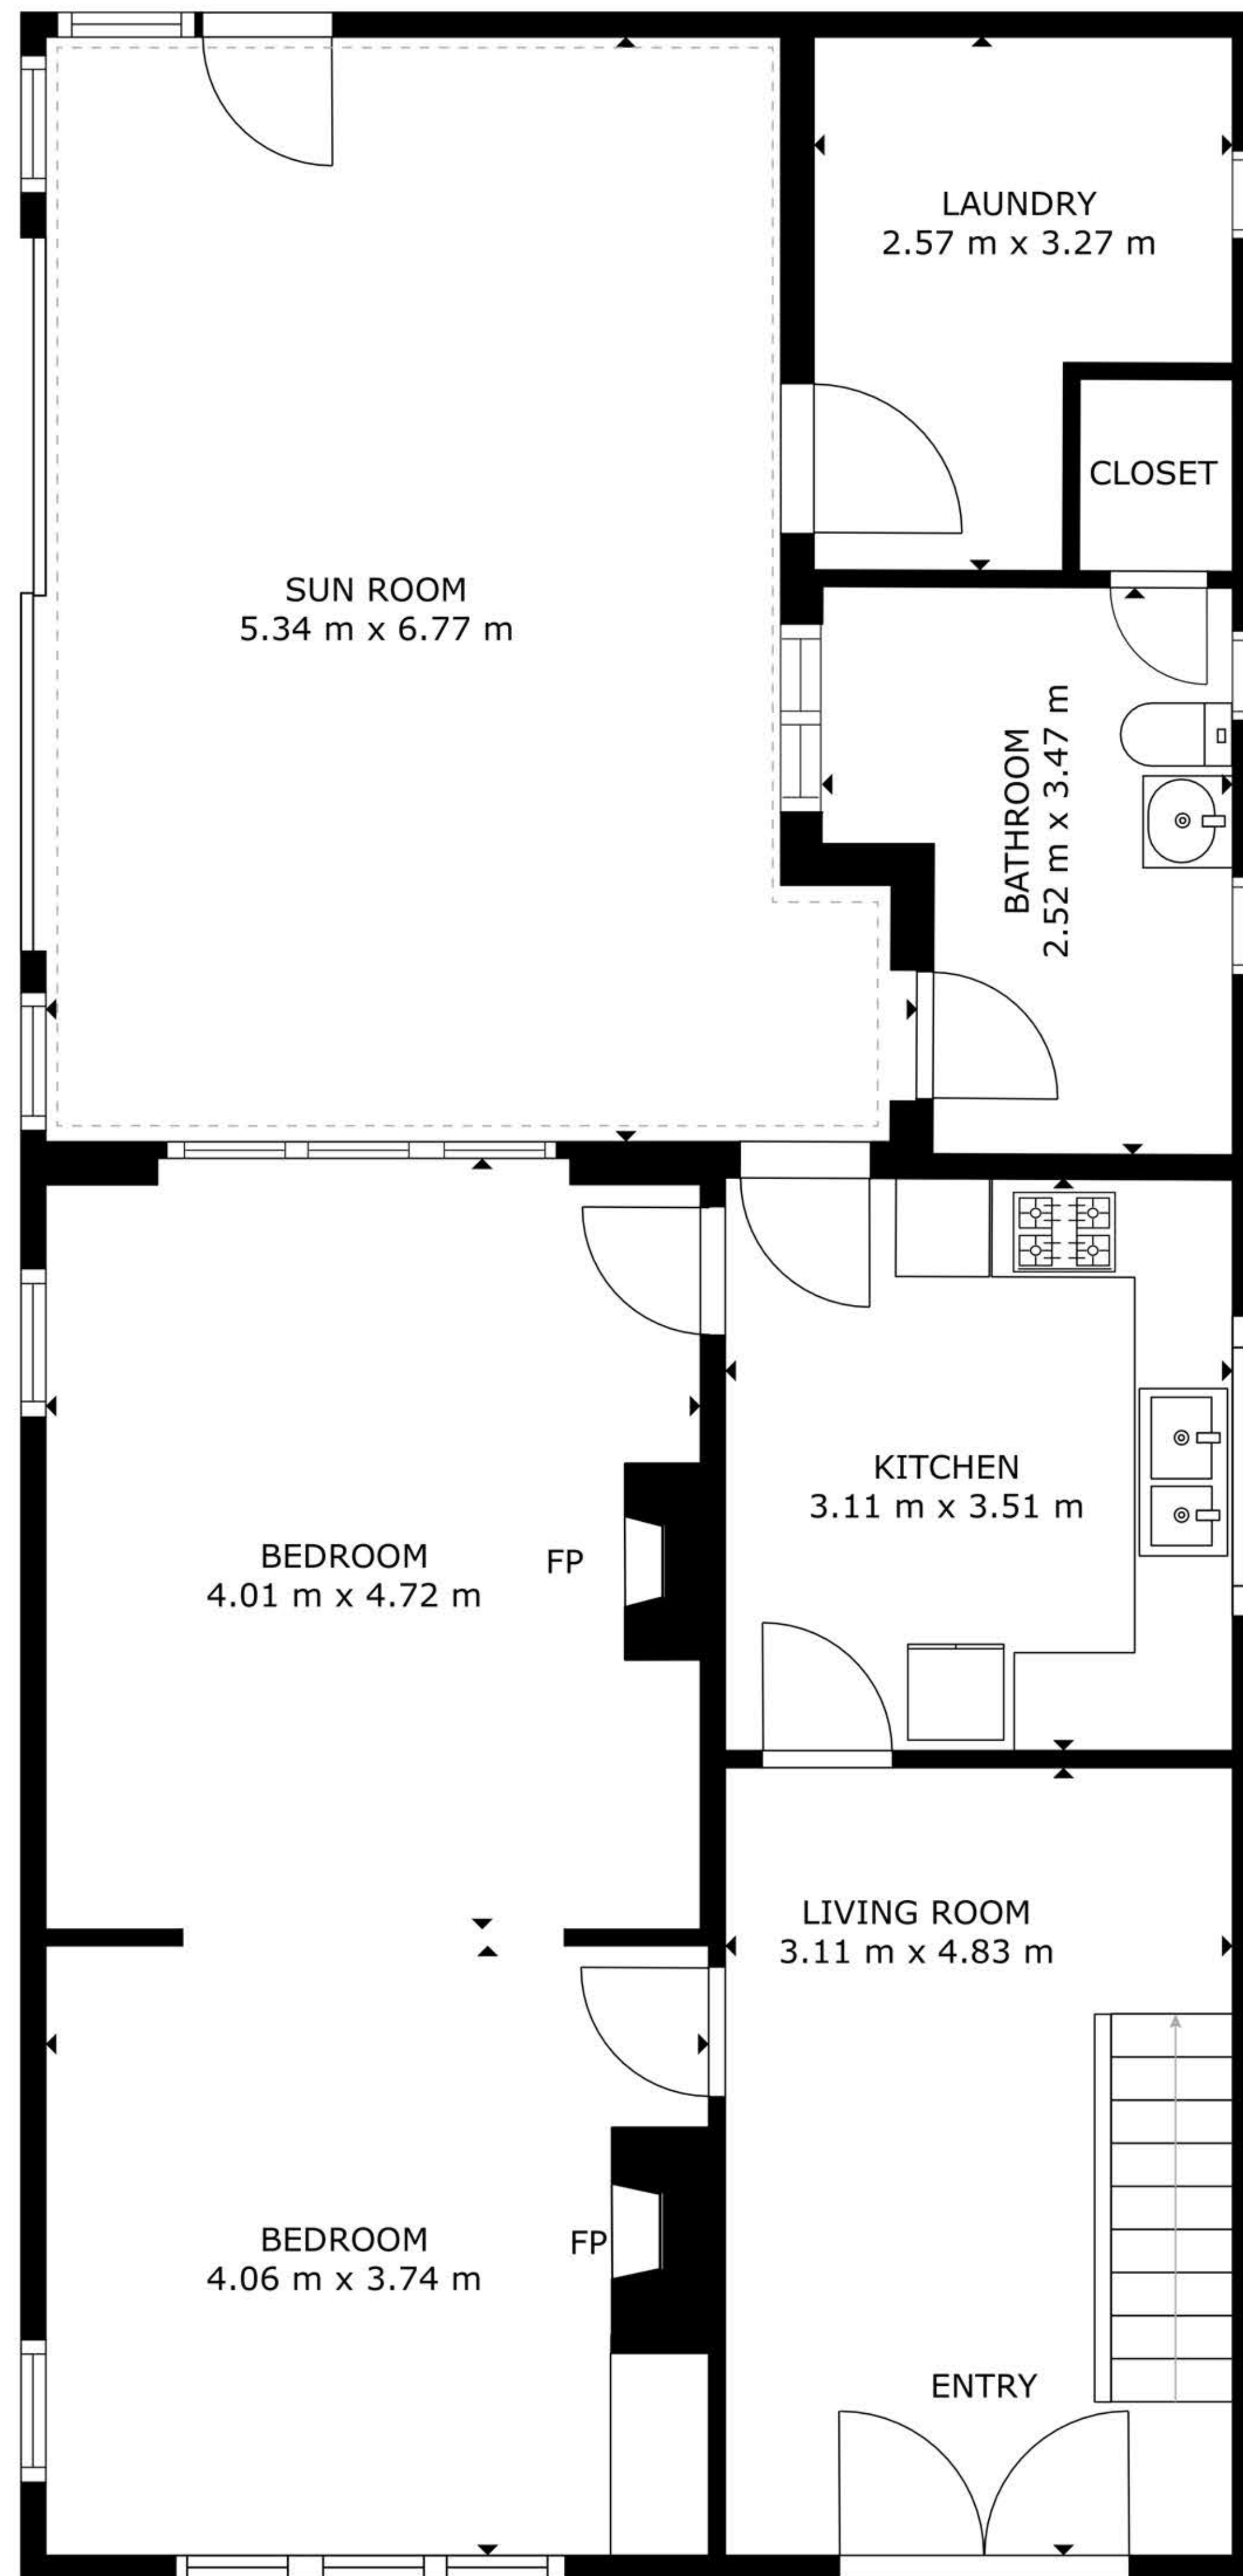 LAUNDRY
2.57 m x 3.27 m
CLOSET
SUN ROOM
5.34 m x 6.77 m
BATHROOM
2.52 m x 3.47 m
KITCHEN
3.11 m x 3.51 m
BEDROOM
4.01 m x 4.72 m
FP
LIVING ROOM
3.11 m x 4.83 m
BEDROOM
4.06 m x 3.74 m
FP
ENTRY